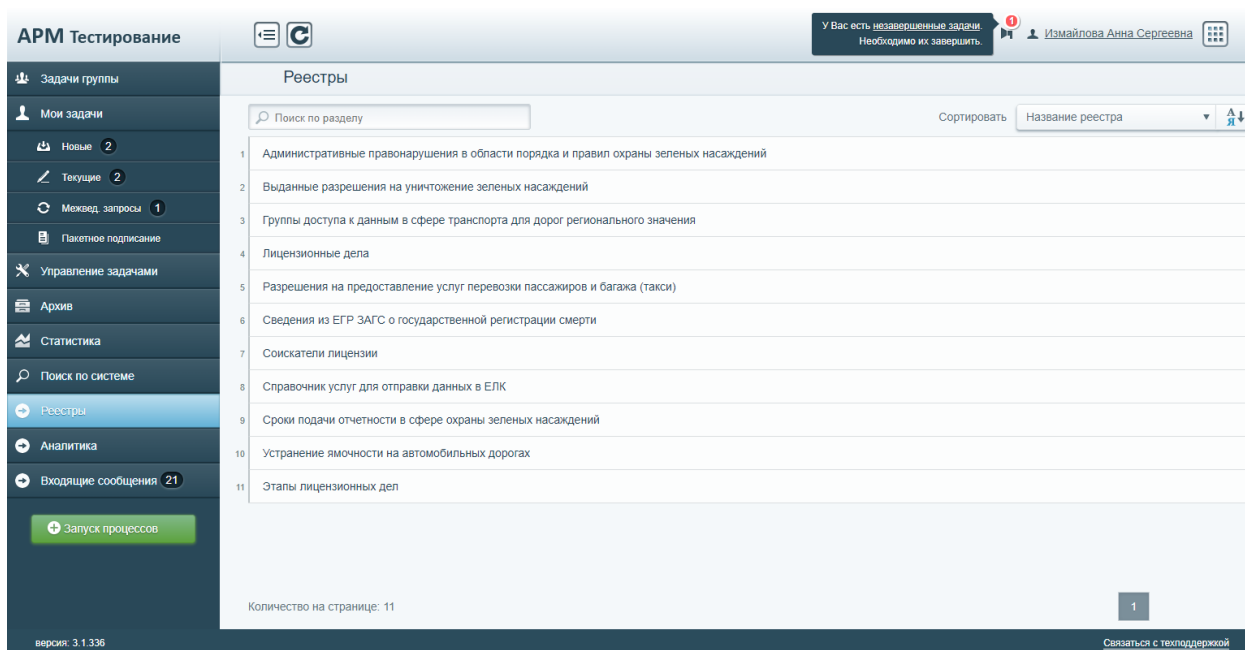 АРМ Тестирование
У Вас есть незавершенные задачи.
Необходимо их завершить.
1
Измайлова Анна Сергеевна
Задачи группы
Мои задачи
Новые 2
Текущие 2
Межвед. запросы 1
Пакетное подписание
Управление задачами
Архив
Статистика
Поиск по системе
Реестры
Аналитика
Входящие сообщения 21
Запуск процессов
версия: 3.1.336
Реестры
Поиск по разделу
Сортировать Название реестра
А
Я
1 Административные правонарушения в области порядка и правил охраны зеленых насаждений
2 Выданные разрешения на уничтожение зеленых насаждений
3 Группы доступа к данным в сфере транспорта для дорог регионального значения
4 Лицензионные дела
5 Разрешения на предоставление услуг перевозки пассажиров и багажа (такси)
6 Сведения из ЕГР ЗАГС о государственной регистрации смерти
7 Соискатели лицензии
8 Справочник услуг для отправки данных в ЕЛК
9 Сроки подачи отчетности в сфере охраны зеленых насаждений
10 Устранение ямочности на автомобильных дорогах
11 Этапы лицензионных дел
Количество на странице: 11
1
Связаться с техподдержкой